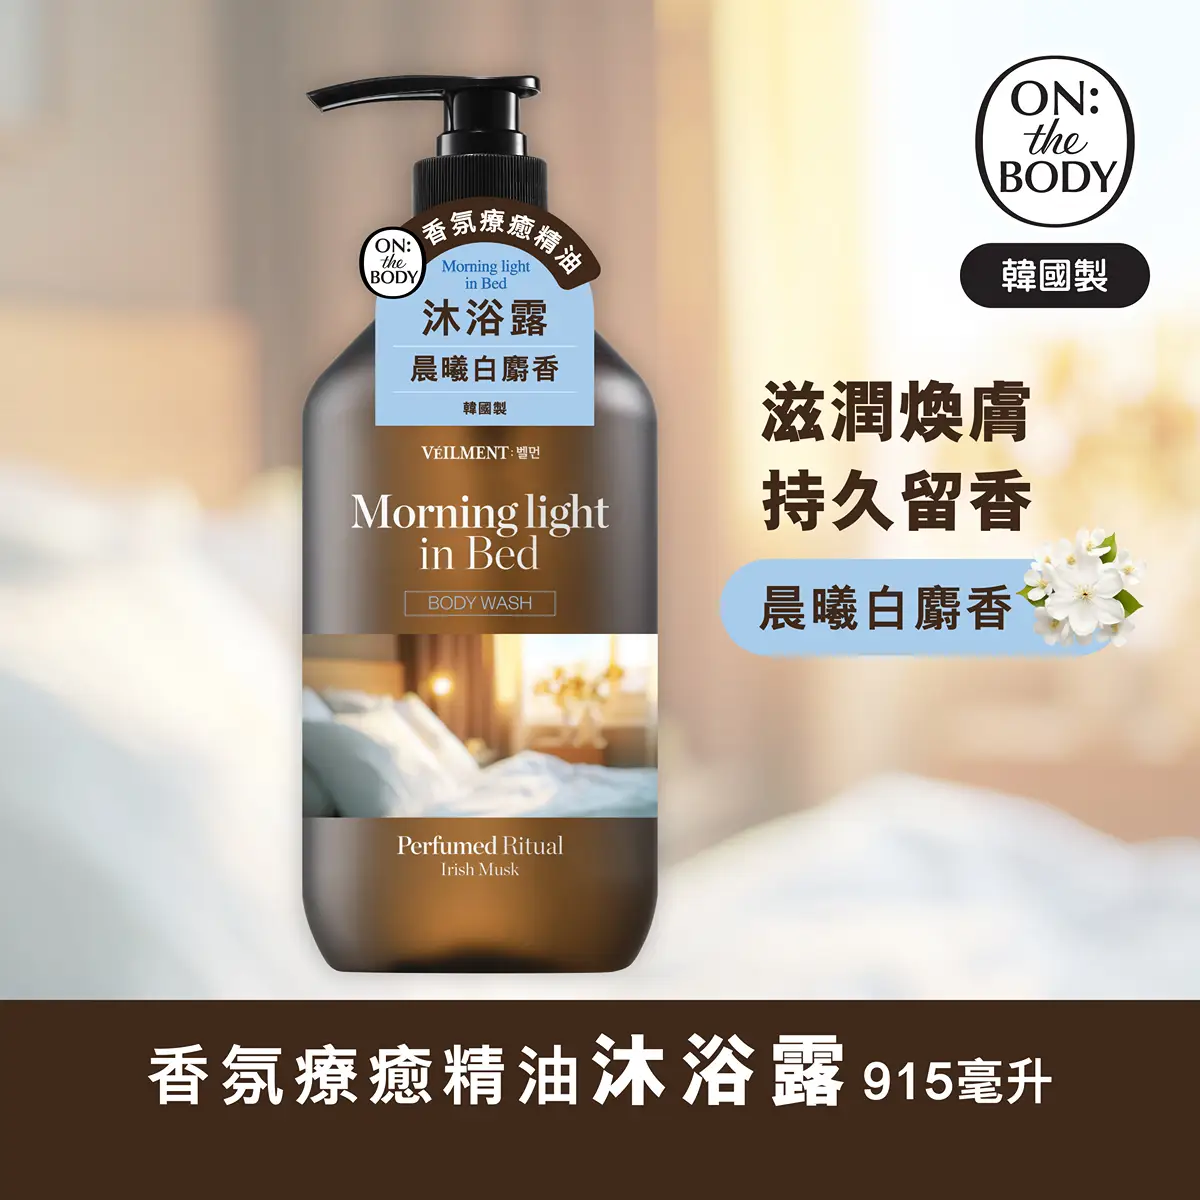 ON:
the
BODY
韓國製
香氛療癒精油
ON:
the
BODY
Morning light
in Bed
沐浴露
晨曦白麝香
韓國製
VÉILMENT:벨먼
Morning light
in Bed
BODY WASH
Perfumed Ritual
Irish Musk
滋潤煥膚
持久留香
晨曦白麝香
香氛療癒精油沐浴露 915毫升